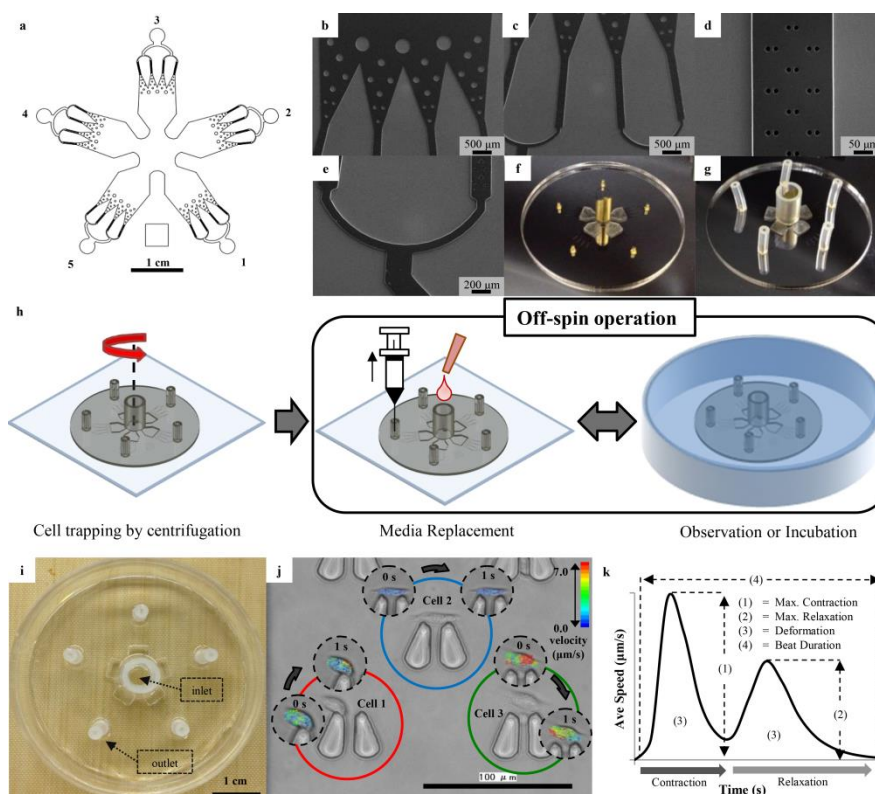 a
3
4
2
5
1
1 cm
b
500 μm
c
500 μm
d
50 μm
e
200 μm
f
g
h
Off-spin operation
Cell trapping by centrifugation
Media Replacement
Observation or Incubation
i
inlet
outlet
1 cm
j
0 s
1 s
7.0
0.0
velocity
(μm/s)
Cell 2
1 s
0 s
Cell 1
0 s
Cell 3
1 s
100 μm
k
(4)
(1) = Max. Contraction
(2) = Max. Relaxation
(3) = Deformation
(4) = Beat Duration
Ave Speed (μm/s)
(1)
(2)
(3)
(3)
Contraction
Relaxation
Time (s)